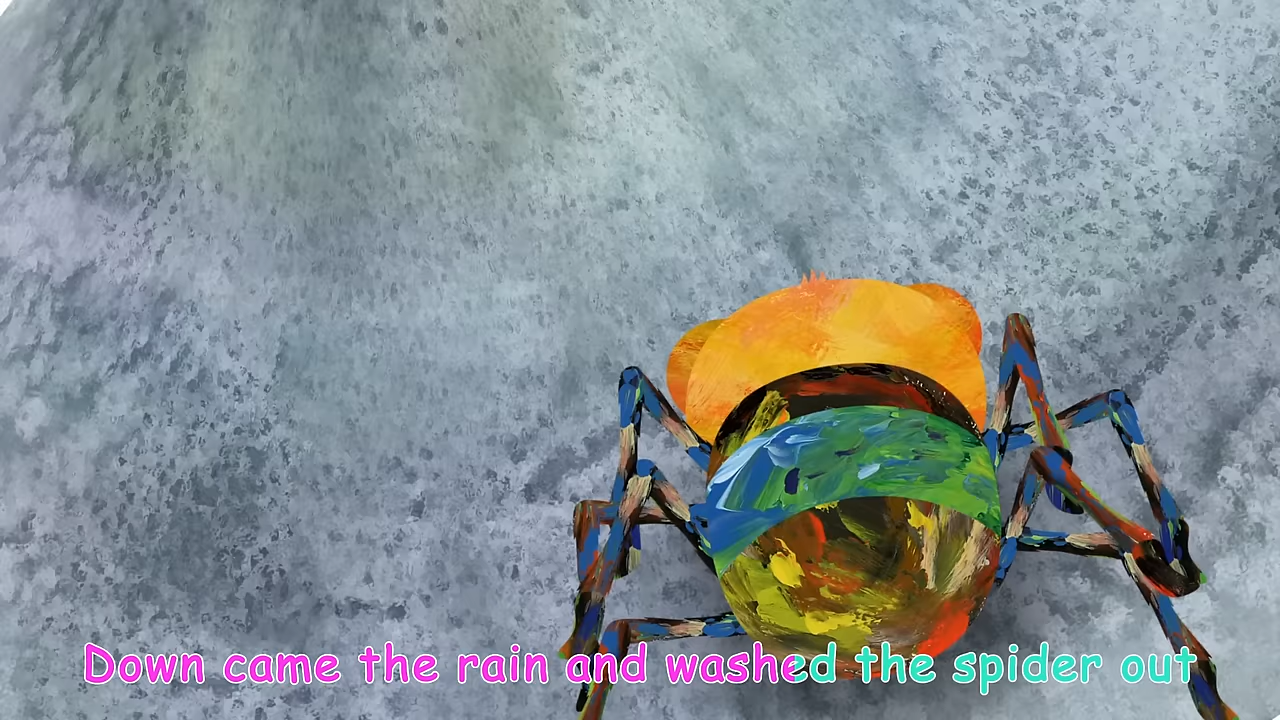 Down came the rain and washed the spider out